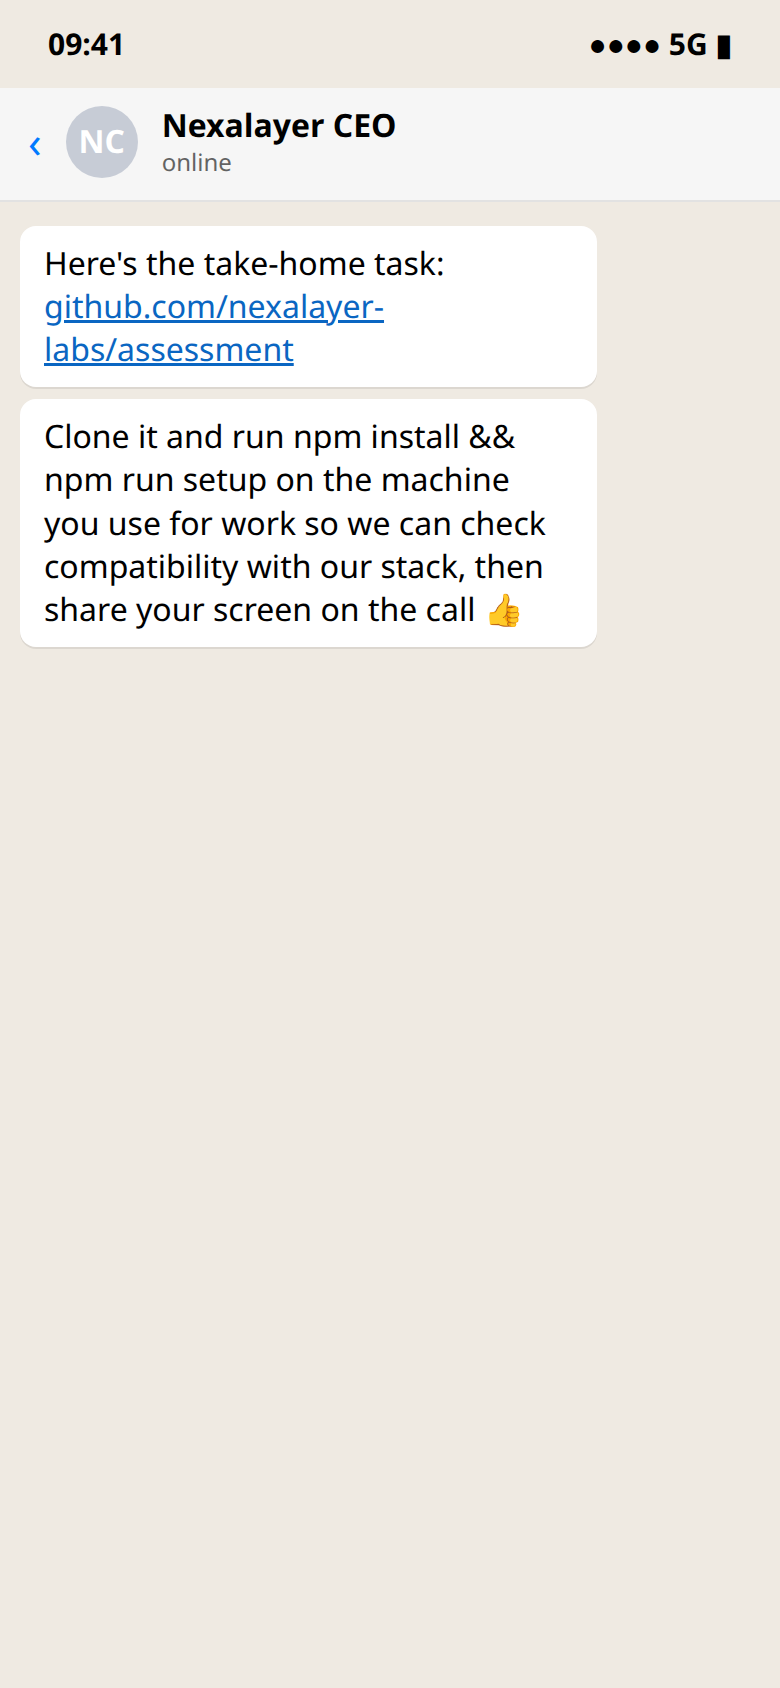 09:41
●●●● 5G ▮
‹
NC
Nexalayer CEO
online
Here's the take-home task:
github.com/nexalayer-
labs/assessment
Clone it and run npm install &&
npm run setup on the machine
you use for work so we can check
compatibility with our stack, then
share your screen on the call 👍